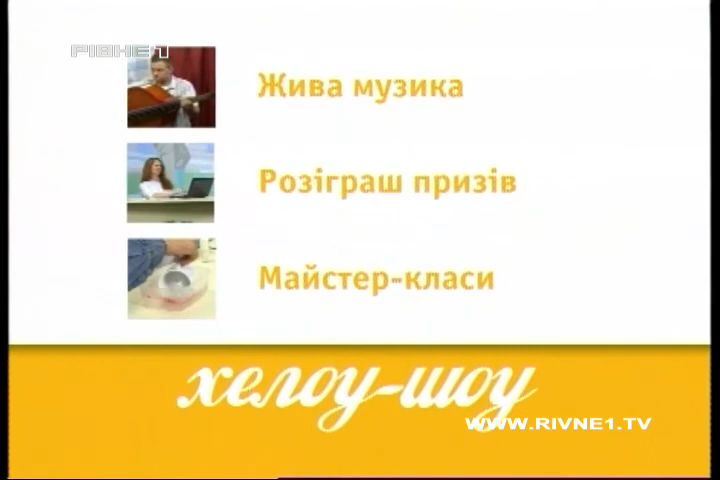 РІВНЕ1
Жива музика
Розіграш призів
Майстер-класи
хелоу-шоу
WWW.RIVNE1.TV